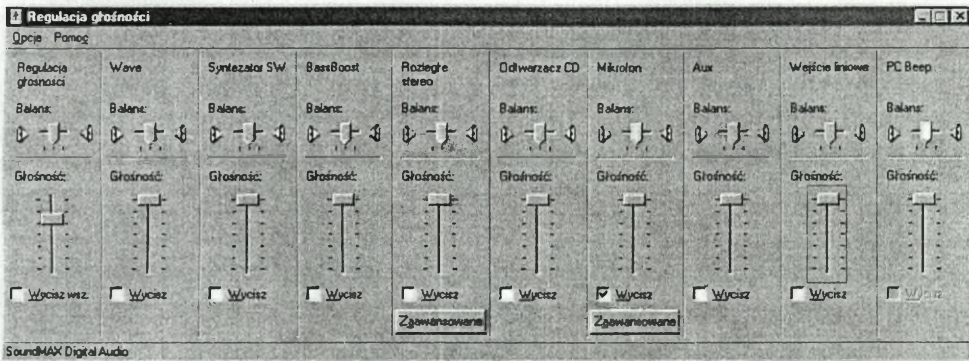 Regulacja głośności
Opcje Pomoc
Regulacja głosnosci
Wave
Syntezator SW
BassBoost
Rozległe stereo
Odtwarzacz CD
Mikrofon
Aux
Wejście liniowe
PC Beep
Balans: Balans: Balans: Balans: Balans: Balans: Balans: Balans: Balans: Balans:
Głośność: Głośność: Głośność: Głośność: Głośność: Głośność: Głośność: Głośność: Głośność: Głośność:
Wycisz wsz. Wycisz Wycisz Wycisz Wycisz Wycisz Wycisz Wycisz Wycisz Wycisz
Zaawansowane Zaawansowane
SoundMAX Digital Audio